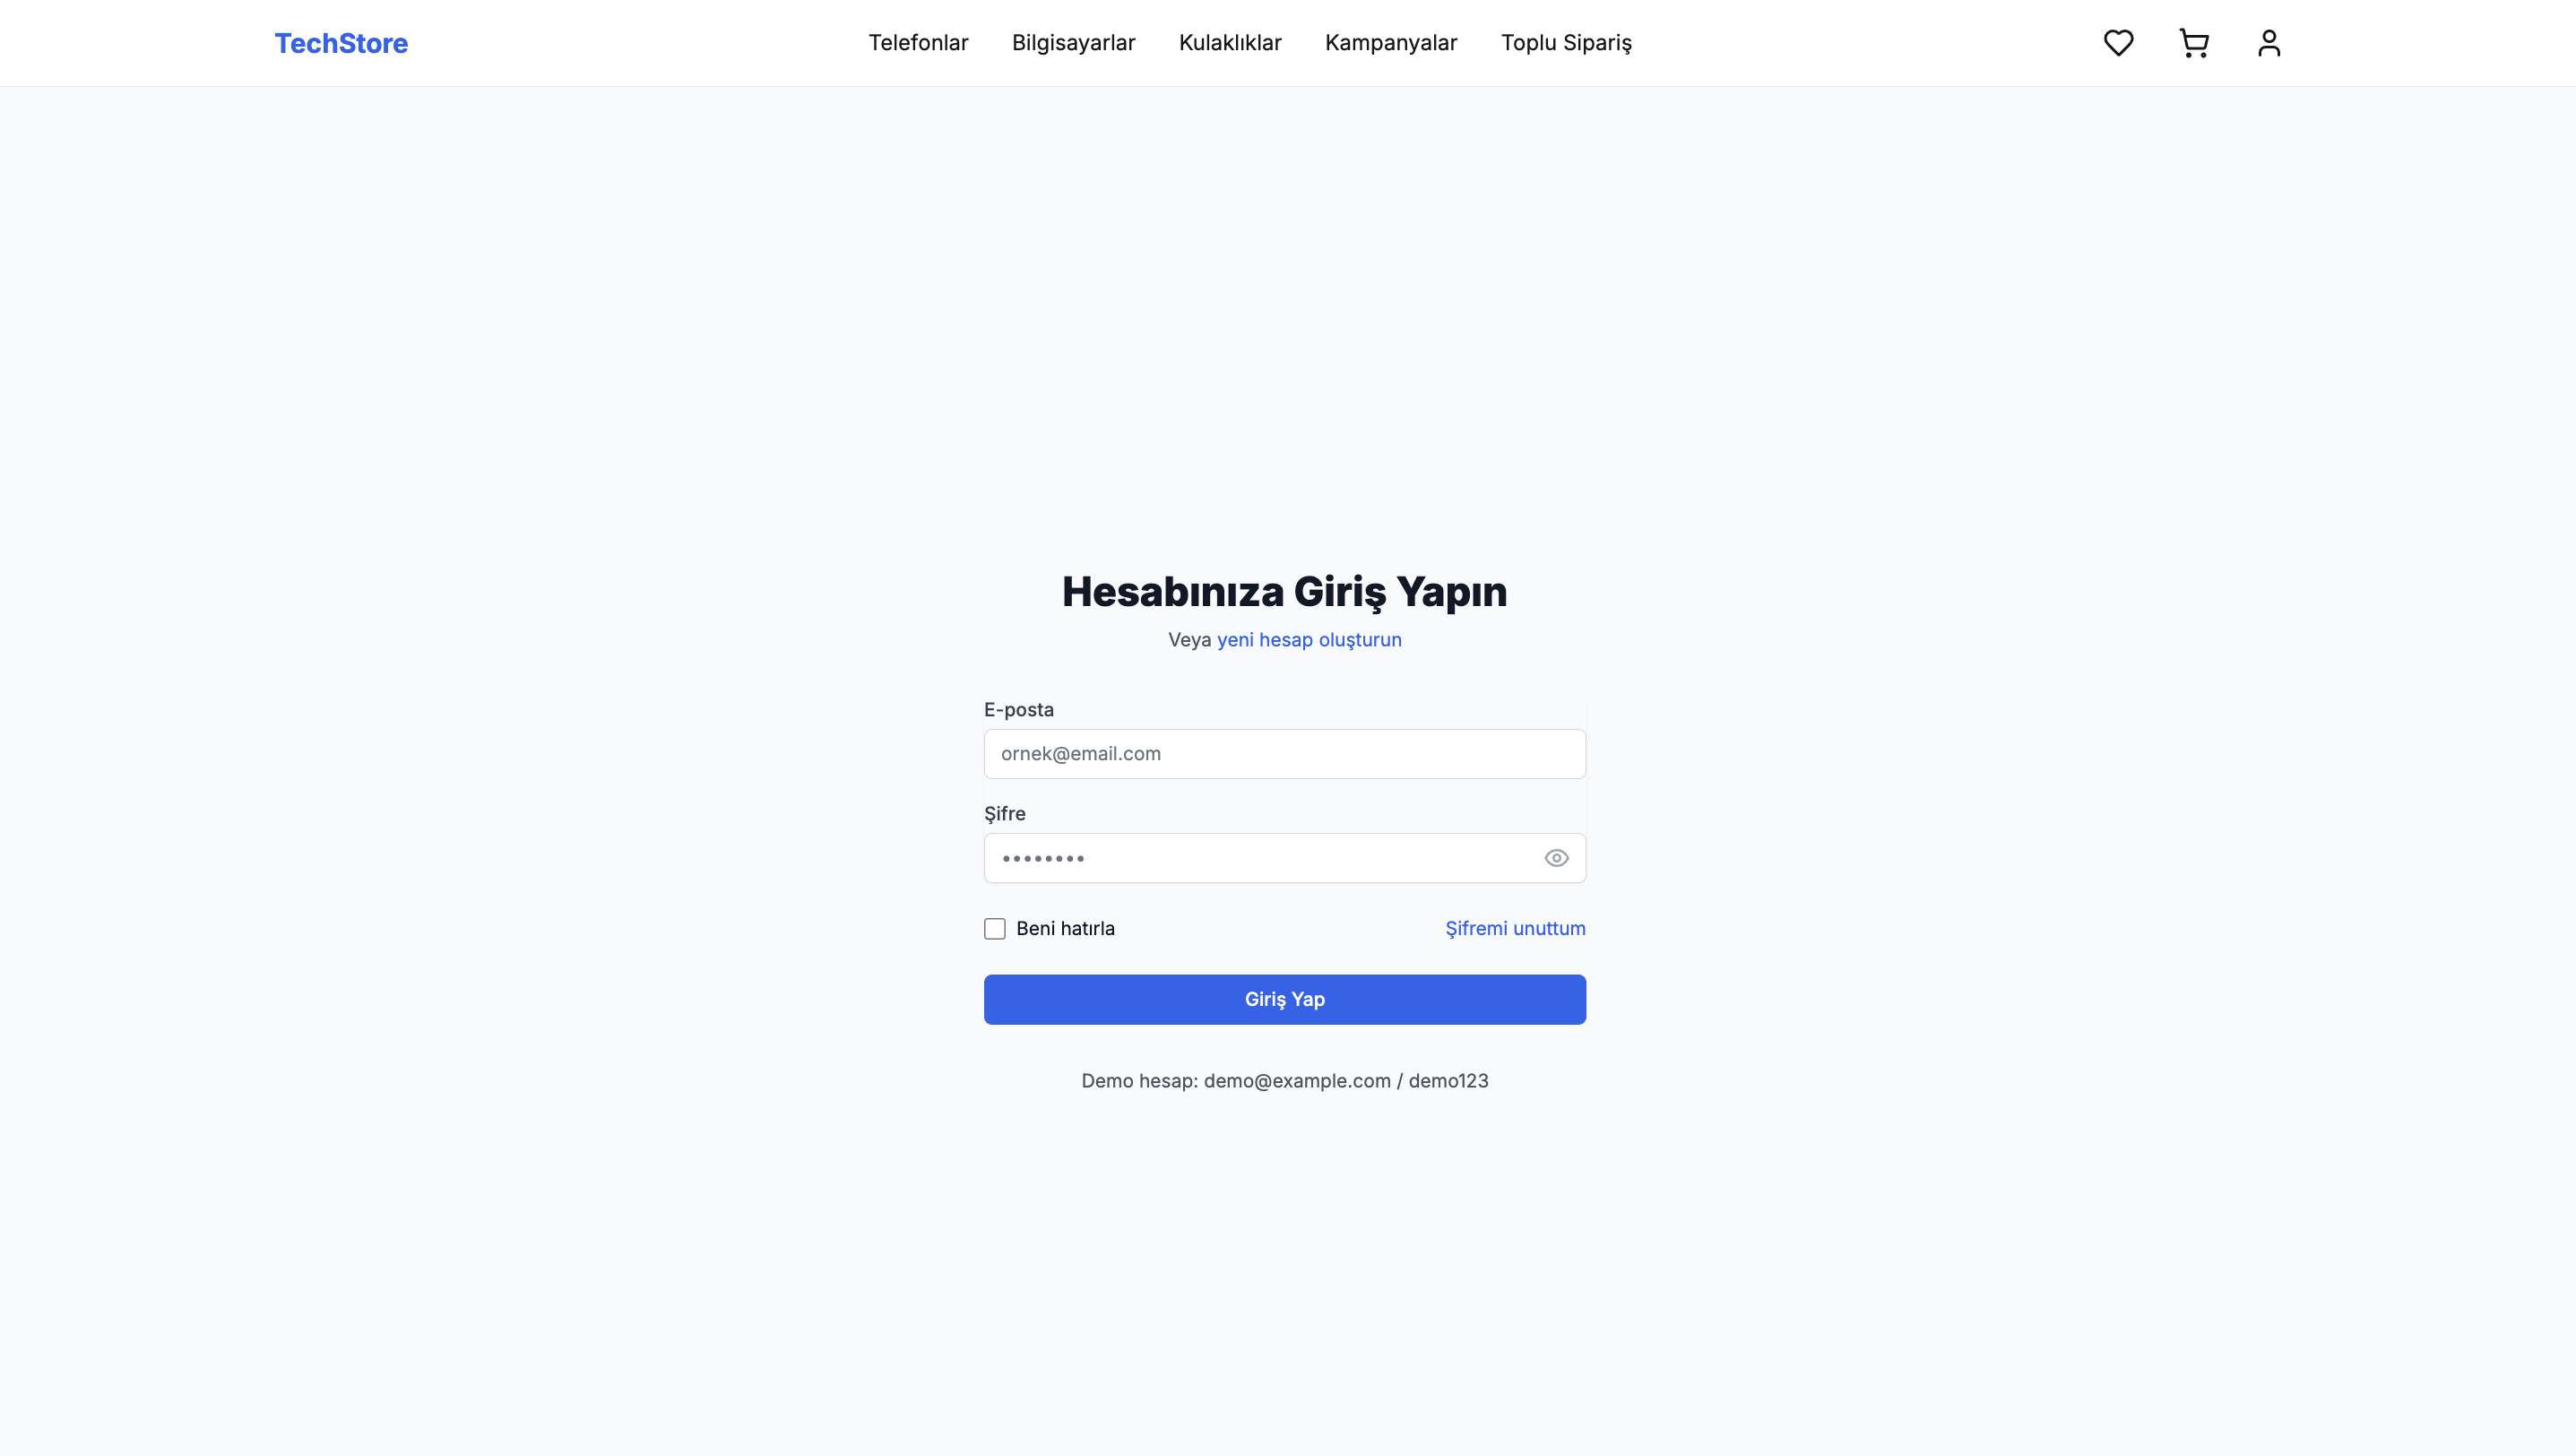 TechStore
Telefonlar Bilgisayarlar Kulaklıklar Kampanyalar Toplu Sipariş
Hesabınıza Giriş Yapın
Veya yeni hesap oluşturun
E-posta
ornek@email.com
Şifre
••••••••
Beni hatırla Şifremi unuttum
Giriş Yap
Demo hesap: demo@example.com / demo123